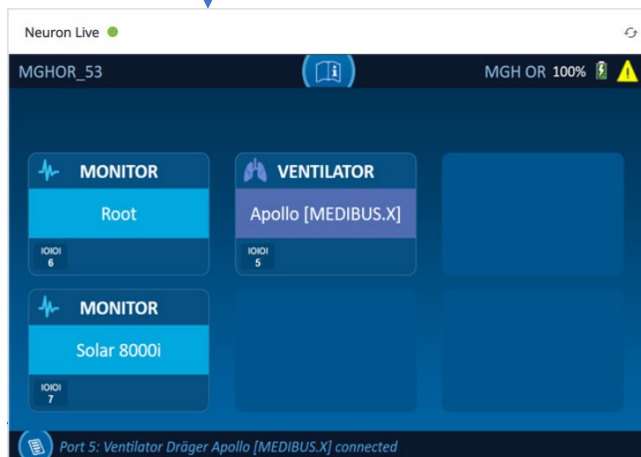 Neuron Live
MGHOR_53
MGH OR 100%
MONITOR
Root
IOIOI
6
VENTILATOR
Apollo [MEDIBUS.X]
IOIOI
5
MONITOR
Solar 8000i
IOIOI
7
Port 5: Ventilator Dräger Apollo [MEDIBUS.X] connected